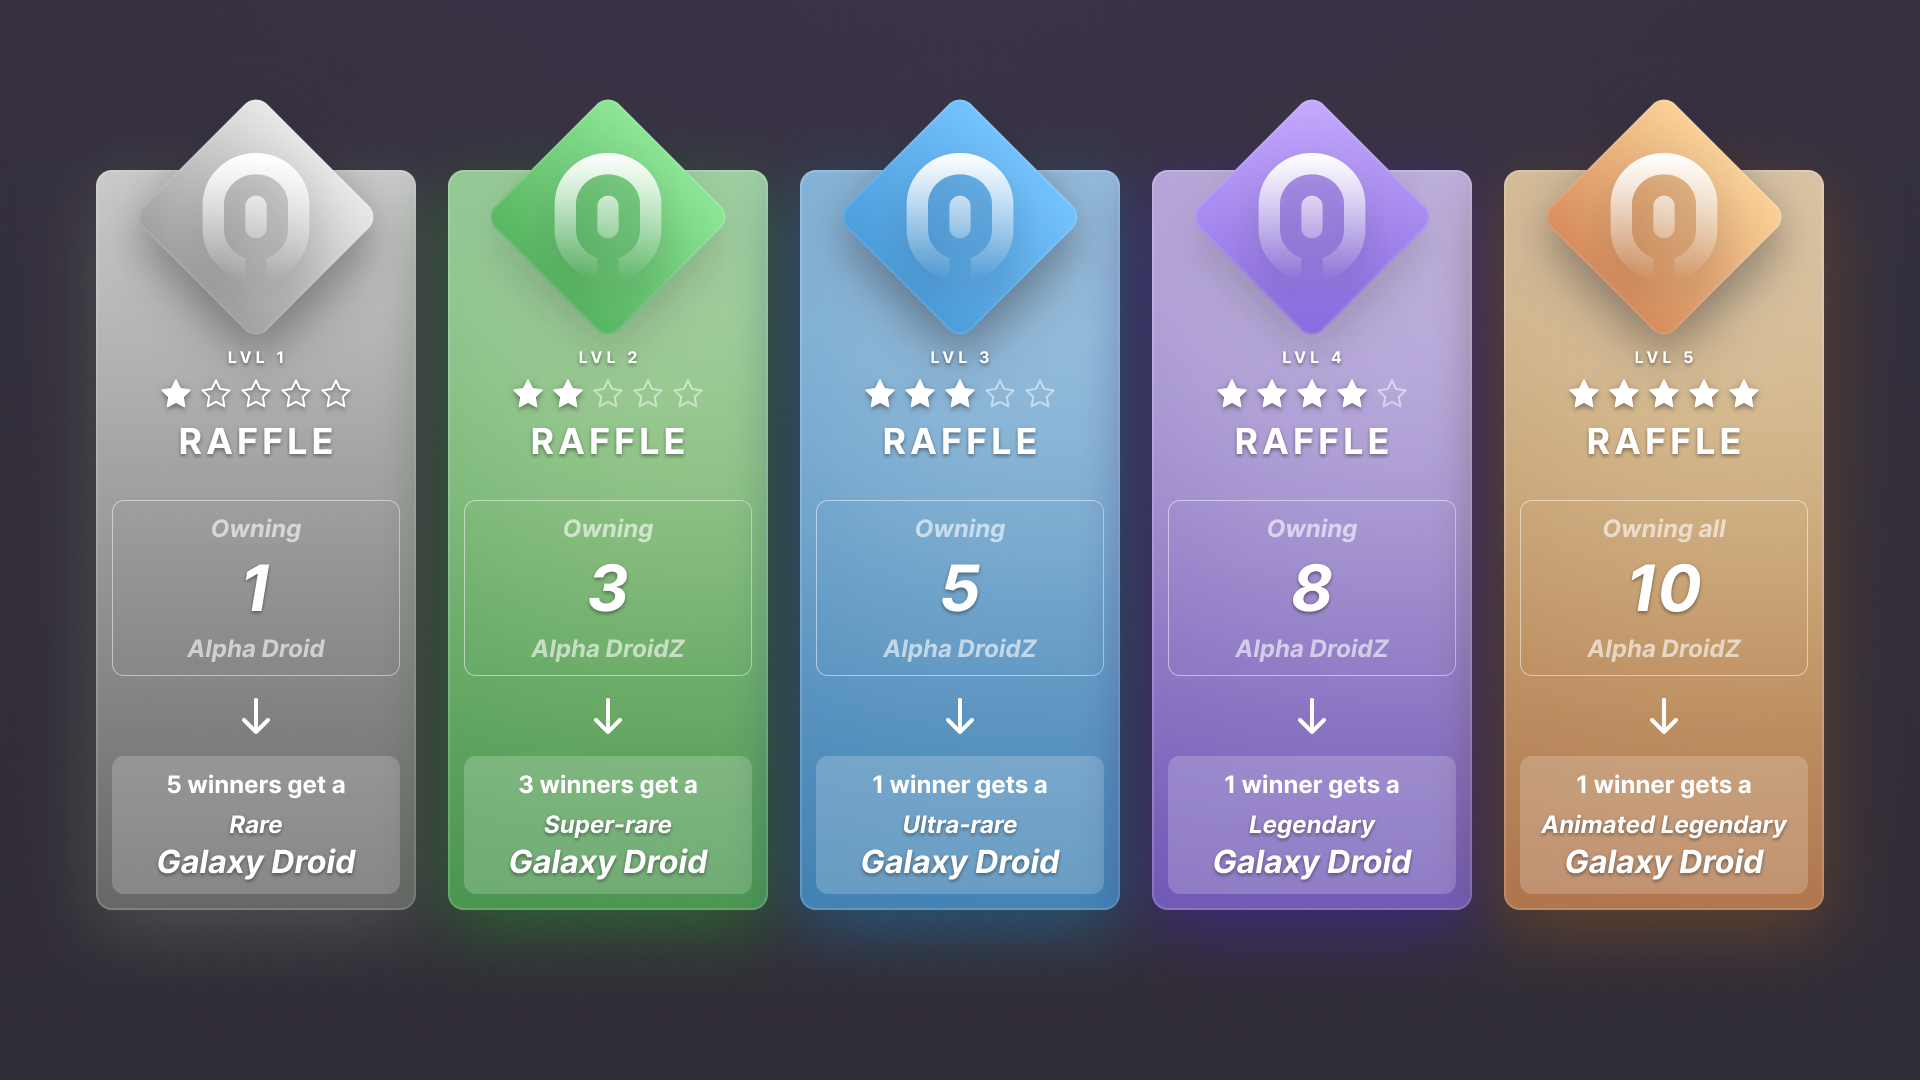 LVL 1
RAFFLE
Owning
1
Alpha Droid
5 winners get a
Rare
Galaxy Droid
LVL 2
RAFFLE
Owning
3
Alpha DroidZ
3 winners get a
Super-rare
Galaxy Droid
LVL 3
RAFFLE
Owning
5
Alpha DroidZ
1 winner gets a
Ultra-rare
Galaxy Droid
LVL 4
RAFFLE
Owning
8
Alpha DroidZ
1 winner gets a
Legendary
Galaxy Droid
LVL 5
RAFFLE
Owning all
10
Alpha DroidZ
1 winner gets a
Animated Legendary
Galaxy Droid